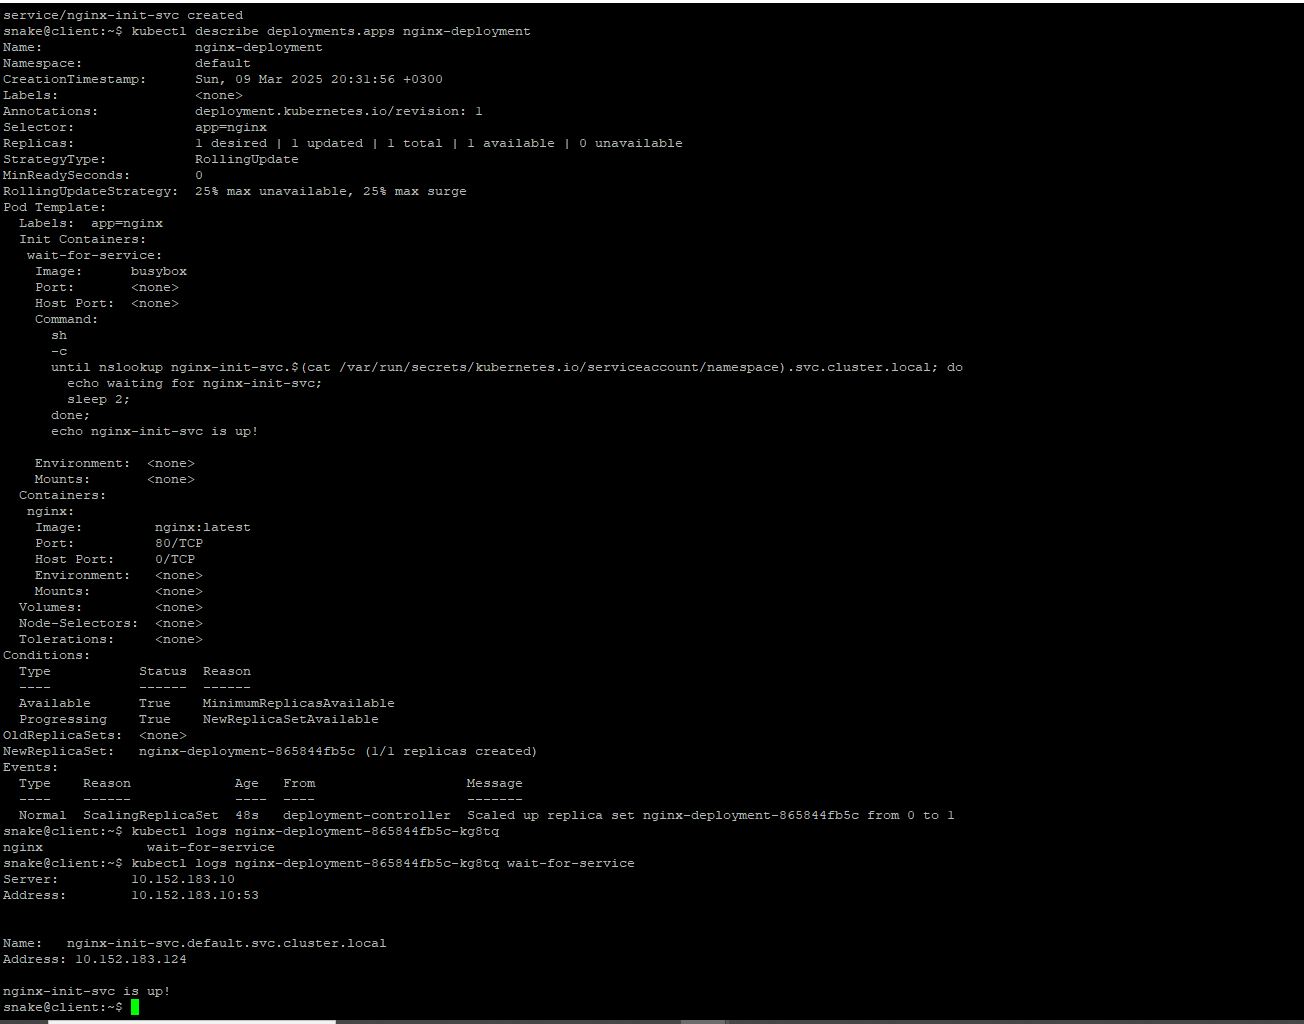 service/nginx-init-svc created
snake@client:~$ kubectl describe deployments.apps nginx-deployment
Name:                   nginx-deployment
Namespace:              default
CreationTimestamp:      Sun, 09 Mar 2025 20:31:56 +0300
Labels:                 <none>
Annotations:            deployment.kubernetes.io/revision: 1
Selector:               app=nginx
Replicas:               1 desired | 1 updated | 1 total | 1 available | 0 unavailable
StrategyType:           RollingUpdate
MinReadySeconds:        0
RollingUpdateStrategy:  25% max unavailable, 25% max surge
Pod Template:
  Labels:  app=nginx
  Init Containers:
   wait-for-service:
    Image:      busybox
    Port:       <none>
    Host Port:  <none>
    Command:
      sh
      -c
      until nslookup nginx-init-svc.$(cat /var/run/secrets/kubernetes.io/serviceaccount/namespace).svc.cluster.local; do
        echo waiting for nginx-init-svc;
        sleep 2;
      done;
      echo nginx-init-svc is up!

    Environment:  <none>
    Mounts:       <none>
  Containers:
   nginx:
    Image:         nginx:latest
    Port:          80/TCP
    Host Port:     0/TCP
    Environment:   <none>
    Mounts:        <none>
  Volumes:         <none>
  Node-Selectors:  <none>
  Tolerations:     <none>
Conditions:
  Type           Status  Reason
  ----           ------  ------
  Available      True    MinimumReplicasAvailable
  Progressing    True    NewReplicaSetAvailable
OldReplicaSets:  <none>
NewReplicaSet:   nginx-deployment-865844fb5c (1/1 replicas created)
Events:
  Type    Reason             Age   From                   Message
  ----    ------             ----  ----                   -------
  Normal  ScalingReplicaSet  48s   deployment-controller  Scaled up replica set nginx-deployment-865844fb5c from 0 to 1
snake@client:~$ kubectl logs nginx-deployment-865844fb5c-kg8tq
nginx             wait-for-service
snake@client:~$ kubectl logs nginx-deployment-865844fb5c-kg8tq wait-for-service
Server:         10.152.183.10
Address:        10.152.183.10:53


Name:   nginx-init-svc.default.svc.cluster.local
Address: 10.152.183.124

nginx-init-svc is up!
snake@client:~$